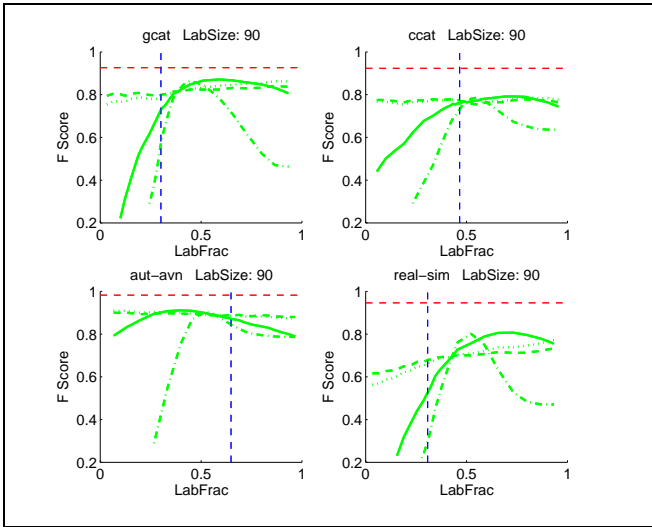 gcat LabSize: 90
1
0.8
0.6
0.4
0.2
F Score
0 0.5 1
LabFrac
ccat LabSize: 90
1
0.8
0.6
0.4
0.2
F Score
0 0.5 1
LabFrac
aut-avn LabSize: 90
1
0.8
0.6
0.4
0.2
F Score
0 0.5 1
LabFrac
real-sim LabSize: 90
1
0.8
0.6
0.4
0.2
F Score
0 0.5 1
LabFrac